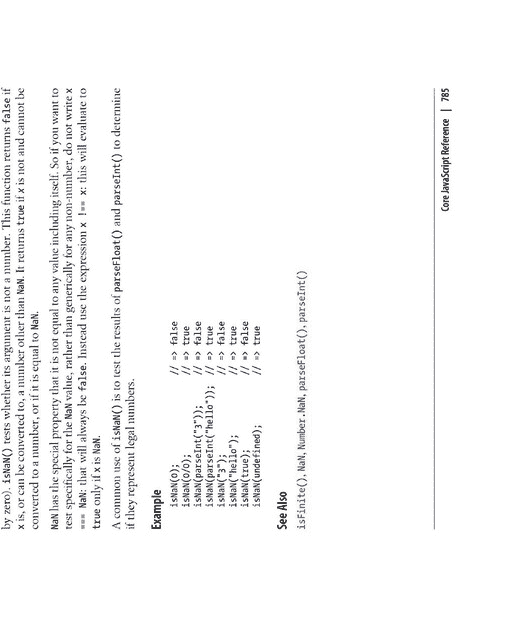 by zero). isNaN() tests whether its argument is not a number. This function returns false if
x is, or can be converted to, a number other than NaN. It returns true if x is not and cannot be
converted to a number, or if it is equal to NaN.
NaN has the special property that it is not equal to any value including itself. So if you want to
test specifically for the NaN value, rather than generically for any non-number, do not write x
=== NaN: that will always be false. Instead use the expression x !== x: this will evaluate to
true only if x is NaN.
A common use of isNaN() is to test the results of parseFloat() and parseInt() to determine
if they represent legal numbers.
Example
isNaN(0); // => false
isNaN(0/0); // => true
isNaN(parseInt("3")); // => false
isNaN(parseInt("hello")); // => true
isNaN("3"); // => false
isNaN("hello"); // => true
isNaN(true); // => false
isNaN(undefined); // => true
See Also
isFinite(), NaN, Number.NaN, parseFloat(), parseInt()
Core JavaScript Reference | 785